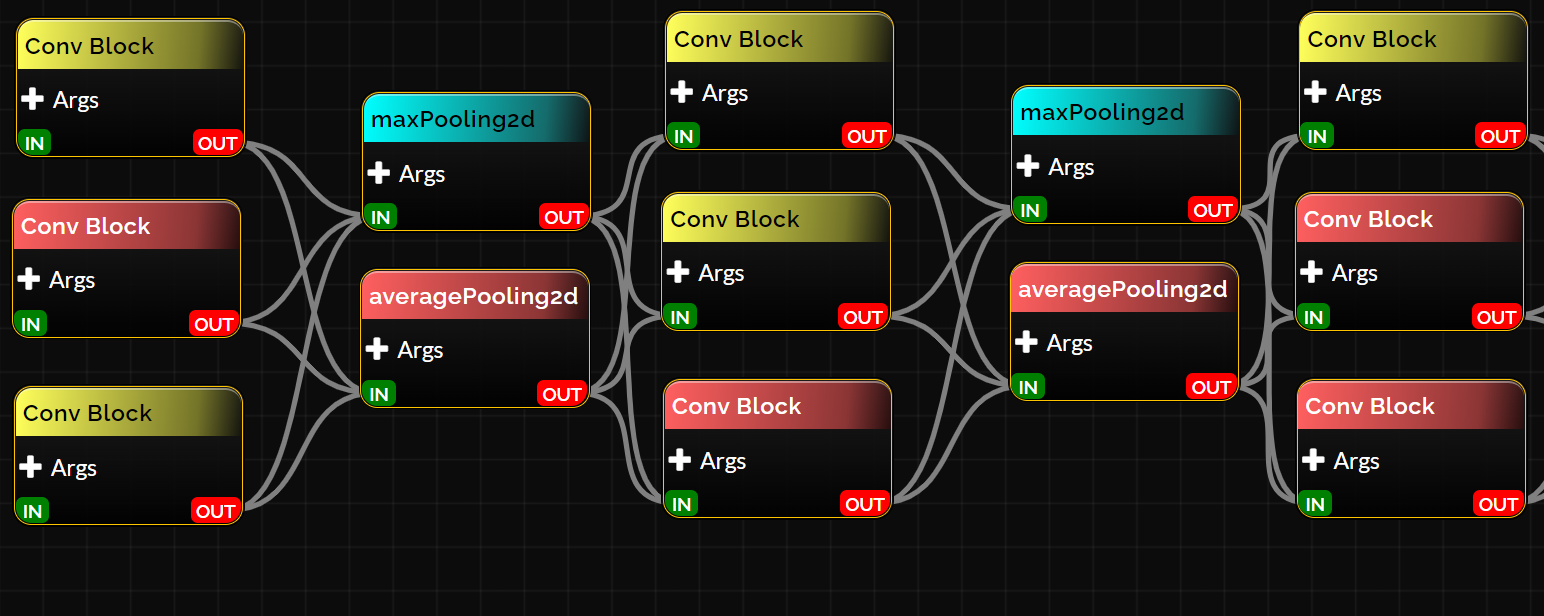 Conv Block
+ Args
IN OUT
Conv Block
+ Args
IN OUT
Conv Block
+ Args
IN OUT
maxPooling2d
+ Args
IN OUT
averagePooling2d
+ Args
IN OUT
Conv Block
+ Args
IN OUT
Conv Block
+ Args
IN OUT
Conv Block
+ Args
IN OUT
maxPooling2d
+ Args
IN OUT
averagePooling2d
+ Args
IN OUT
Conv Block
+ Args
IN OUT
Conv Block
+ Args
IN OUT
Conv Block
+ Args
IN OUT